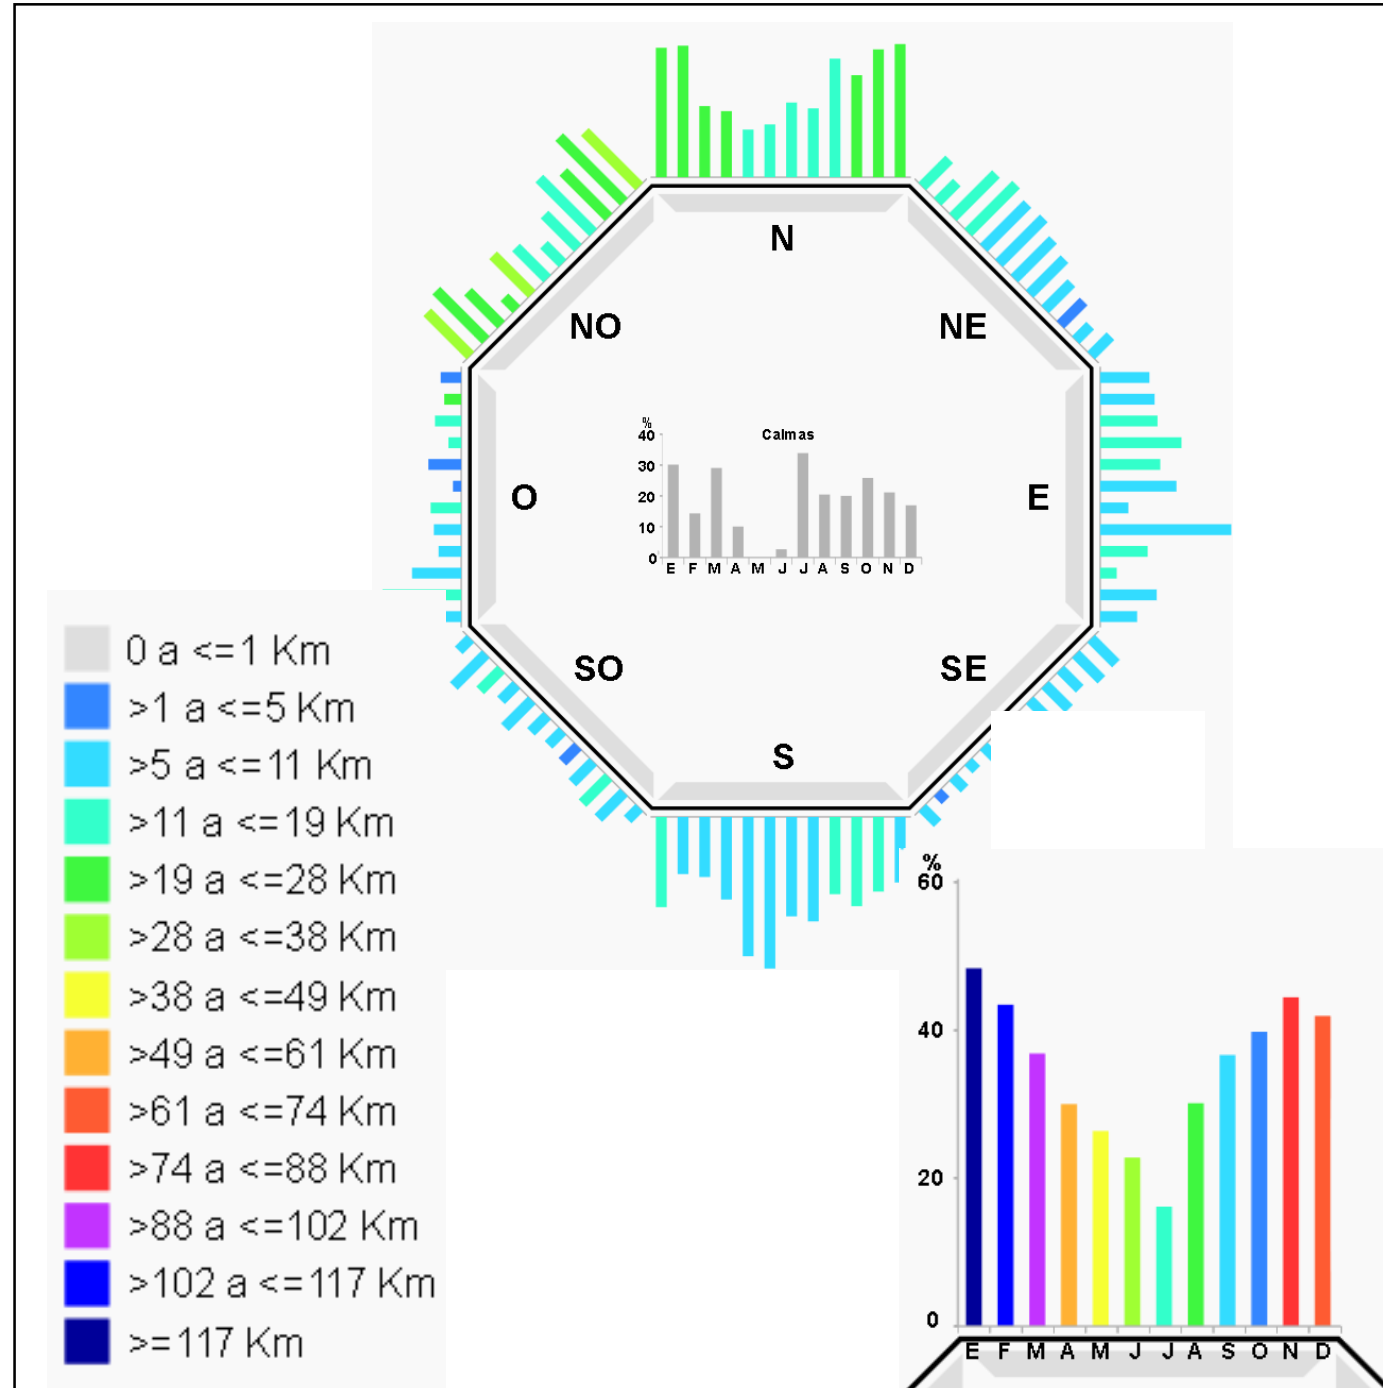 N
NO
NE
%
Calmas
40
30
20
10
0
E F M A M J J A S O N D
O
E
SO
SE
S
0 a <=1 Km
>1 a <=5 Km
>5 a <=11 Km
>11 a <=19 Km
>19 a <=28 Km
>28 a <=38 Km
>38 a <=49 Km
>49 a <=61 Km
>61 a <=74 Km
>74 a <=88 Km
>88 a <=102 Km
>102 a <=117 Km
>=117 Km
%
60
40
20
0
E F M A M J J A S O N D